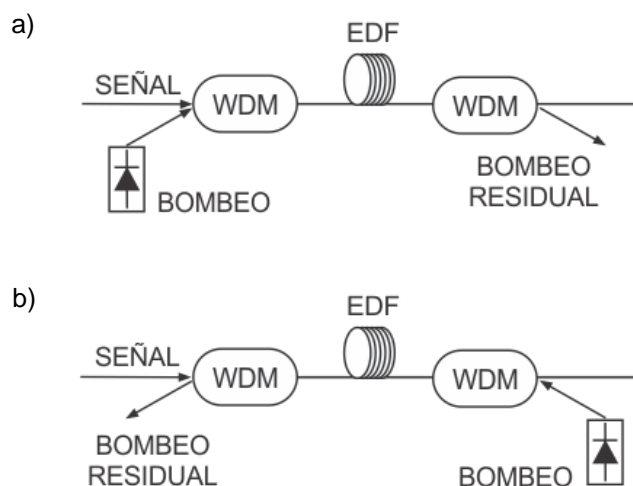 a)
EDF
SEÑAL
WDM
WDM
BOMBEO
BOMBEO
RESIDUAL
b)
EDF
SEÑAL
WDM
WDM
BOMBEO
RESIDUAL
BOMBEO